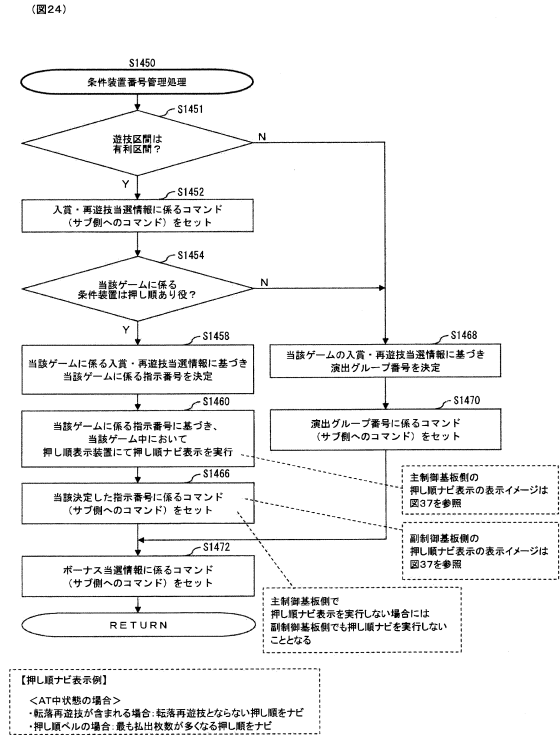 （図24）
S1450
条件装置番号管理処理
S1451
遊技区間は
有利区間？
N
Y
S1452
入賞・再遊技当選情報に係るコマンド
（サブ側へのコマンド）をセット
S1454
当該ゲームに係る
条件装置は押し順あり役？
N
Y
S1458
当該ゲームに係る入賞・再遊技当選情報に基づき
当該ゲームに係る指示番号を決定
S1468
当該ゲームの入賞・再遊技当選情報に基づき
演出グループ番号を決定
S1460
当該ゲームに係る指示番号に基づき、
当該ゲーム中において
押し順表示装置にて押し順ナビ表示を実行
S1470
演出グループ番号に係るコマンド
（サブ側へのコマンド）をセット
S1466
当該決定した指示番号に係るコマンド
（サブ側へのコマンド）をセット
主制御基板側の
押し順ナビ表示の表示イメージは
図37を参照
副制御基板側の
押し順ナビ表示の表示イメージは
図37を参照
S1472
ボーナス当選情報に係るコマンド
（サブ側へのコマンド）をセット
主制御基板側で
押し順ナビ表示を実行しない場合には
副制御基板側でも押し順ナビを実行しない
こととなる
RETURN
【押し順ナビ表示例】
＜AT中状態の場合＞
・転落再遊技が含まれる場合：転落再遊技とならない押し順をナビ
・押し順ベルの場合：最も払出枚数が多くなる押し順をナビ